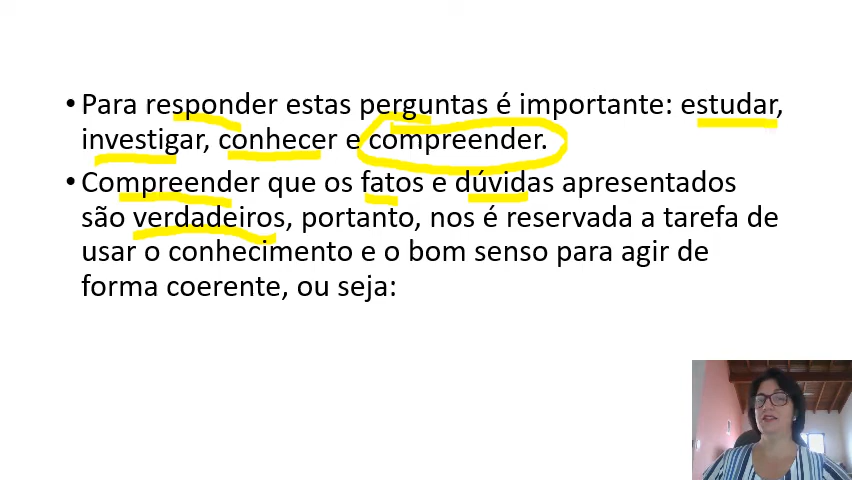 • Para responder estas perguntas é importante: estudar,
investigar, conhecer e compreender.
• Compreender que os fatos e dúvidas apresentados
são verdadeiros, portanto, nos é reservada a tarefa de
usar o conhecimento e o bom senso para agir de
forma coerente, ou seja: